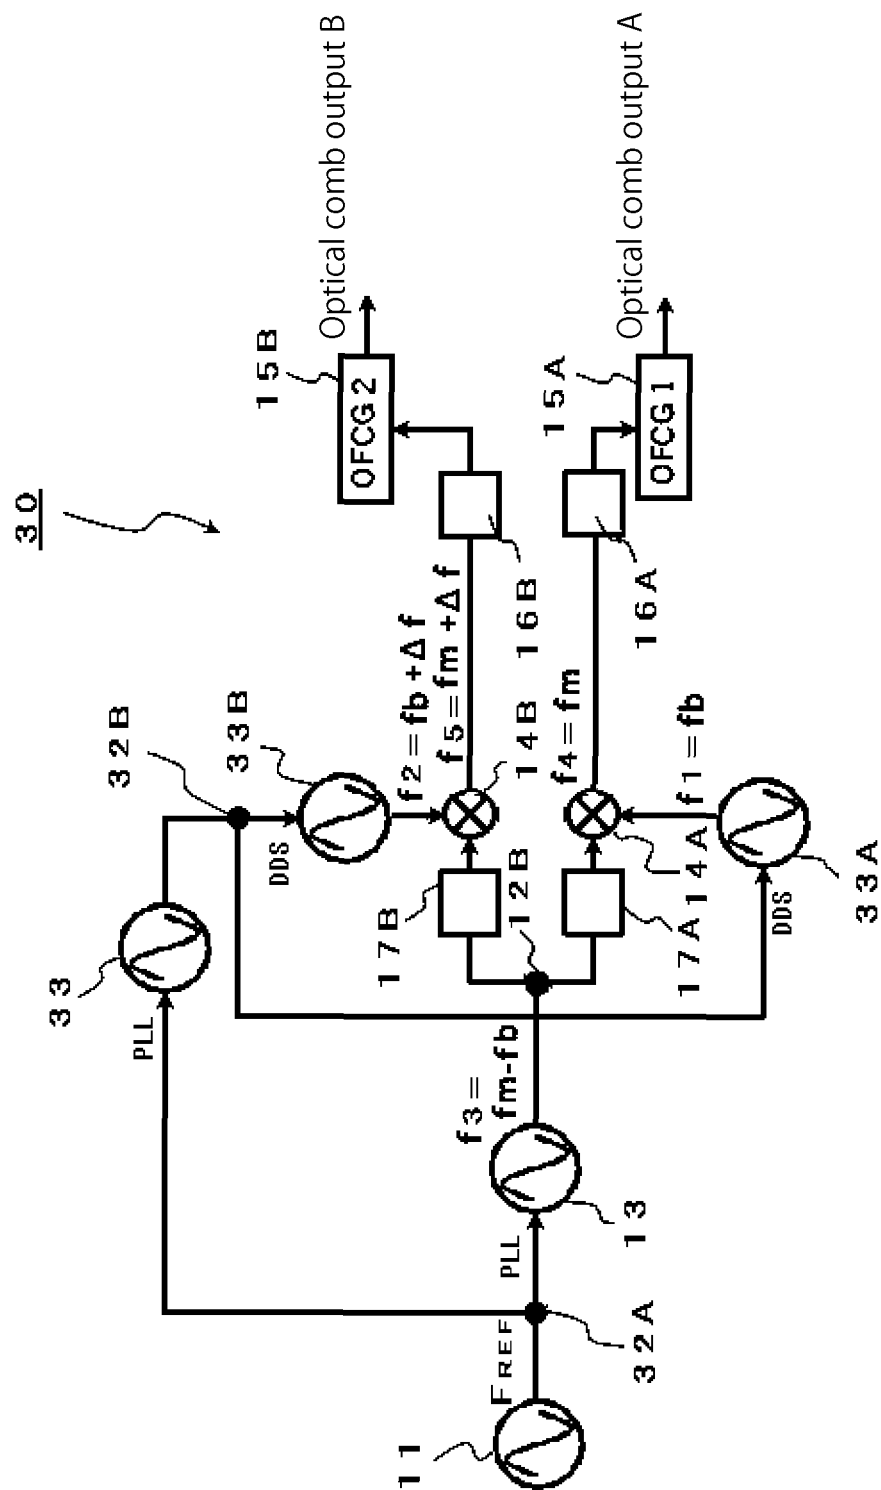 30
11
FREF
32A
PLL
13
f3=
fm-fb
PLL
33
32B
DDS
33B
f2=fb+Δf
12B
17B
17A
14B
f5=fm+Δf
16B
14A
f4=fm
16A
DDS
33A
f1=fb
OFCG2
15B
Optical comb output B
OFCG1
15A
Optical comb output A